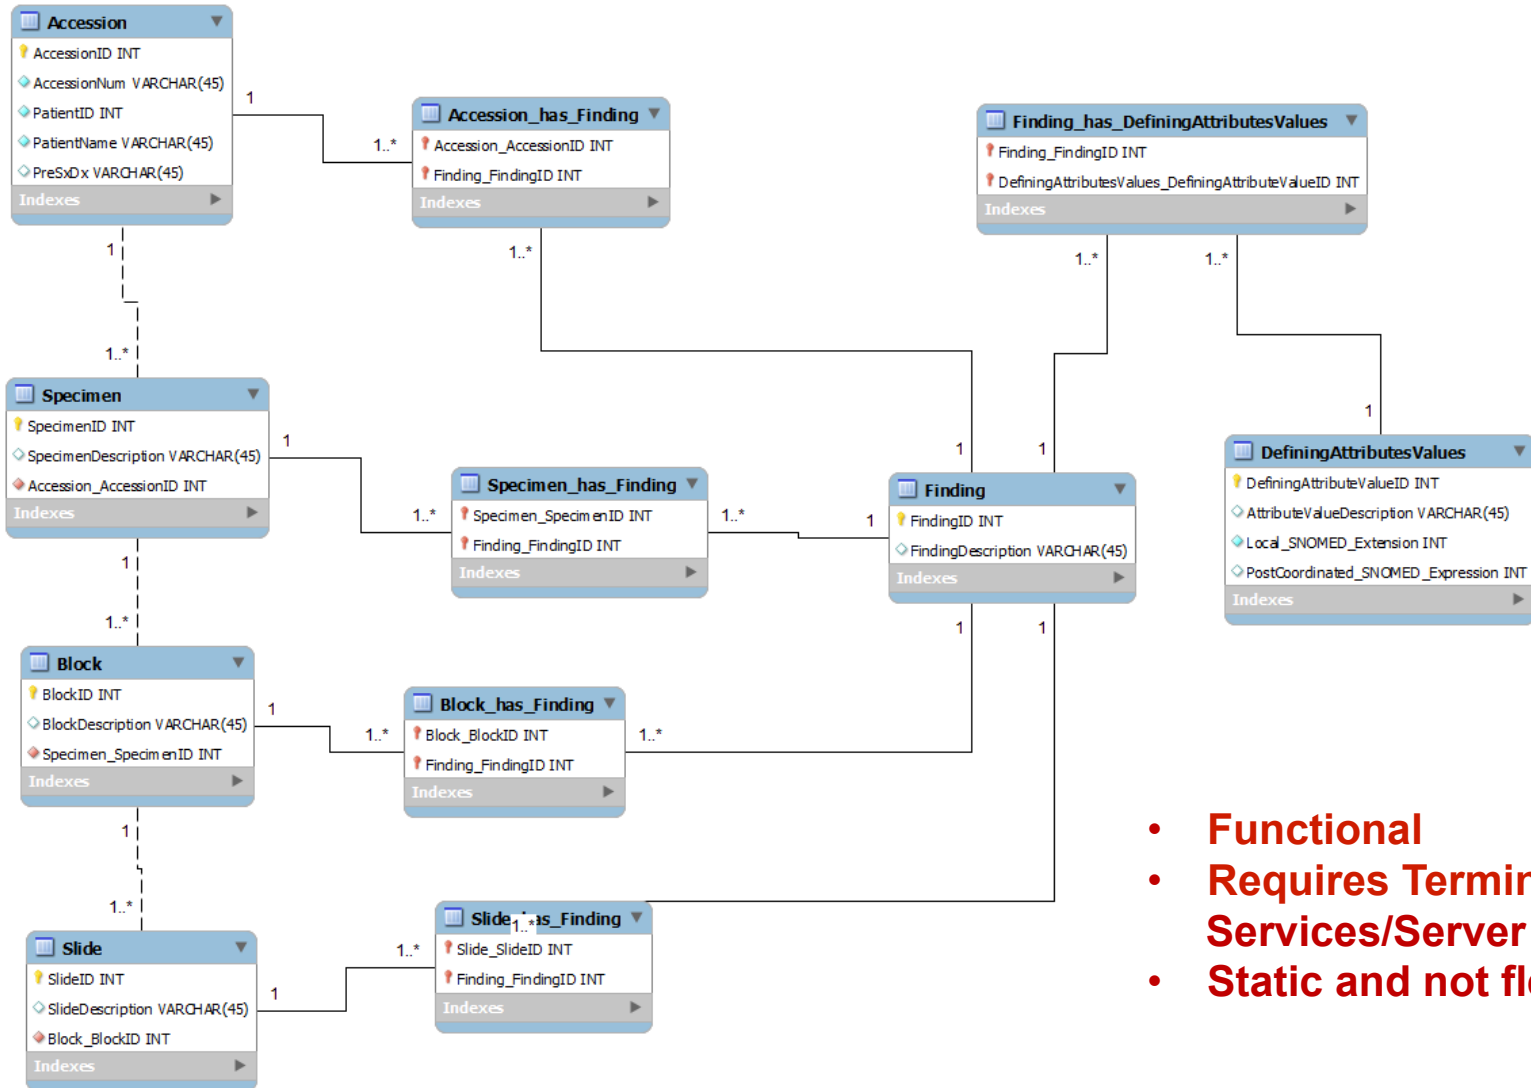 Accession
AccessionID INT
AccessionNum VARCHAR(45)
PatientID INT
PatientName VARCHAR(45)
PreSxDx VARCHAR(45)
Indexes
1
1..*
Accession_has_Finding
Accession_AccessionID INT
Finding_FindingID INT
Indexes
1..*
Finding_has_DefiningAttributesValues
Finding_FindingID INT
DefiningAttributesValues_DefiningAttributeValueID INT
Indexes
1..*
1..*
1
1..*
Specimen
SpecimenID INT
SpecimenDescription VARCHAR(45)
Accession_AccessionID INT
Indexes
1
1..*
Specimen_has_Finding
Specimen_SpecimenID INT
Finding_FindingID INT
Indexes
1..*
1
1
1
Finding
FindingID INT
FindingDescription VARCHAR(45)
Indexes
1
1
1
DefiningAttributesValues
DefiningAttributeValueID INT
AttributeValueDescription VARCHAR(45)
Local_SNOMED_Extension INT
PostCoordinated_SNOMED_Expression INT
Indexes
1
1..*
Block
BlockID INT
BlockDescription VARCHAR(45)
Specimen_SpecimenID INT
Indexes
1
1..*
Block_has_Finding
Block_BlockID INT
Finding_FindingID INT
Indexes
1..*
1
1..*
Slide
SlideID INT
SlideDescription VARCHAR(45)
Block_BlockID INT
Indexes
1
1..*
1..*
Slide_has_Finding
Slide_SlideID INT
Finding_FindingID INT
Indexes
• Functional
• Requires
Services/Server
• Static and not